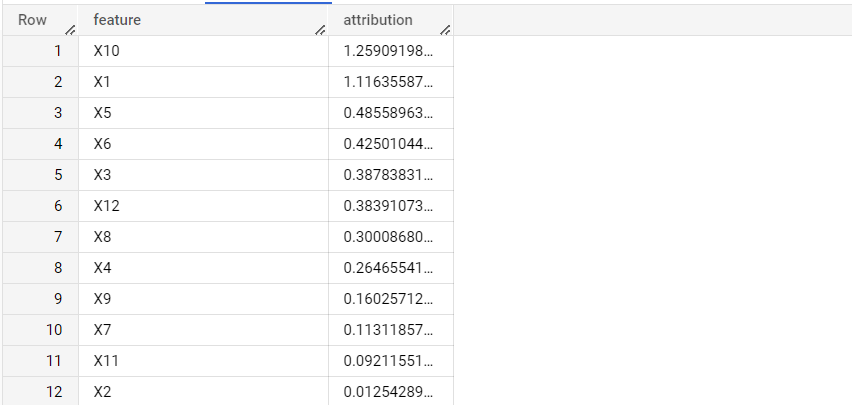 Row feature attribution
1 X10 1.25909198...
2 X1 1.11635587...
3 X5 0.48558963...
4 X6 0.42501044...
5 X3 0.38783831...
6 X12 0.38391073...
7 X8 0.30008680...
8 X4 0.26465541...
9 X9 0.16025712...
10 X7 0.11311857...
11 X11 0.09211551...
12 X2 0.01254289...